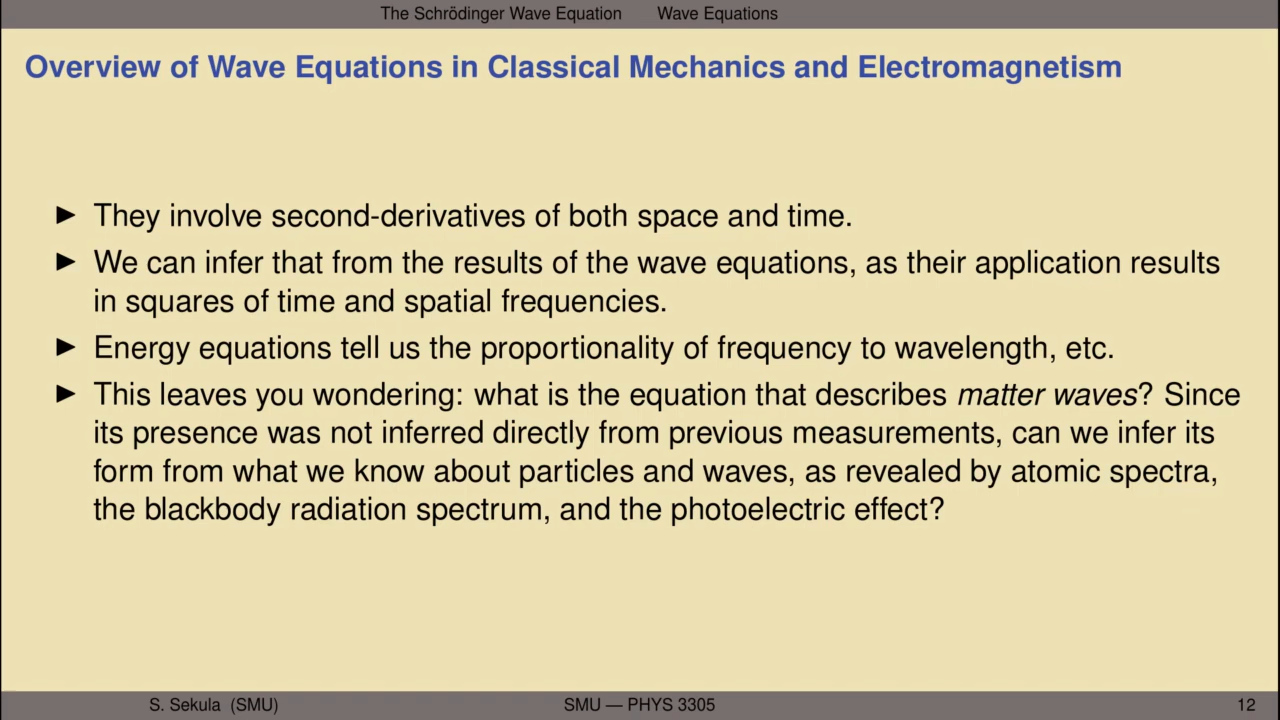 The Schrödinger Wave Equation Wave Equations
Overview of Wave Equations in Classical Mechanics and Electromagnetism
▶ They involve second-derivatives of both space and time.
▶ We can infer that from the results of the wave equations, as their application results
in squares of time and spatial frequencies.
▶ Energy equations tell us the proportionality of frequency to wavelength, etc.
▶ This leaves you wondering: what is the equation that describes matter waves? Since
its presence was not inferred directly from previous measurements, can we infer its
form from what we know about particles and waves, as revealed by atomic spectra,
the blackbody radiation spectrum, and the photoelectric effect?
S. Sekula (SMU) SMU — PHYS 3305 12